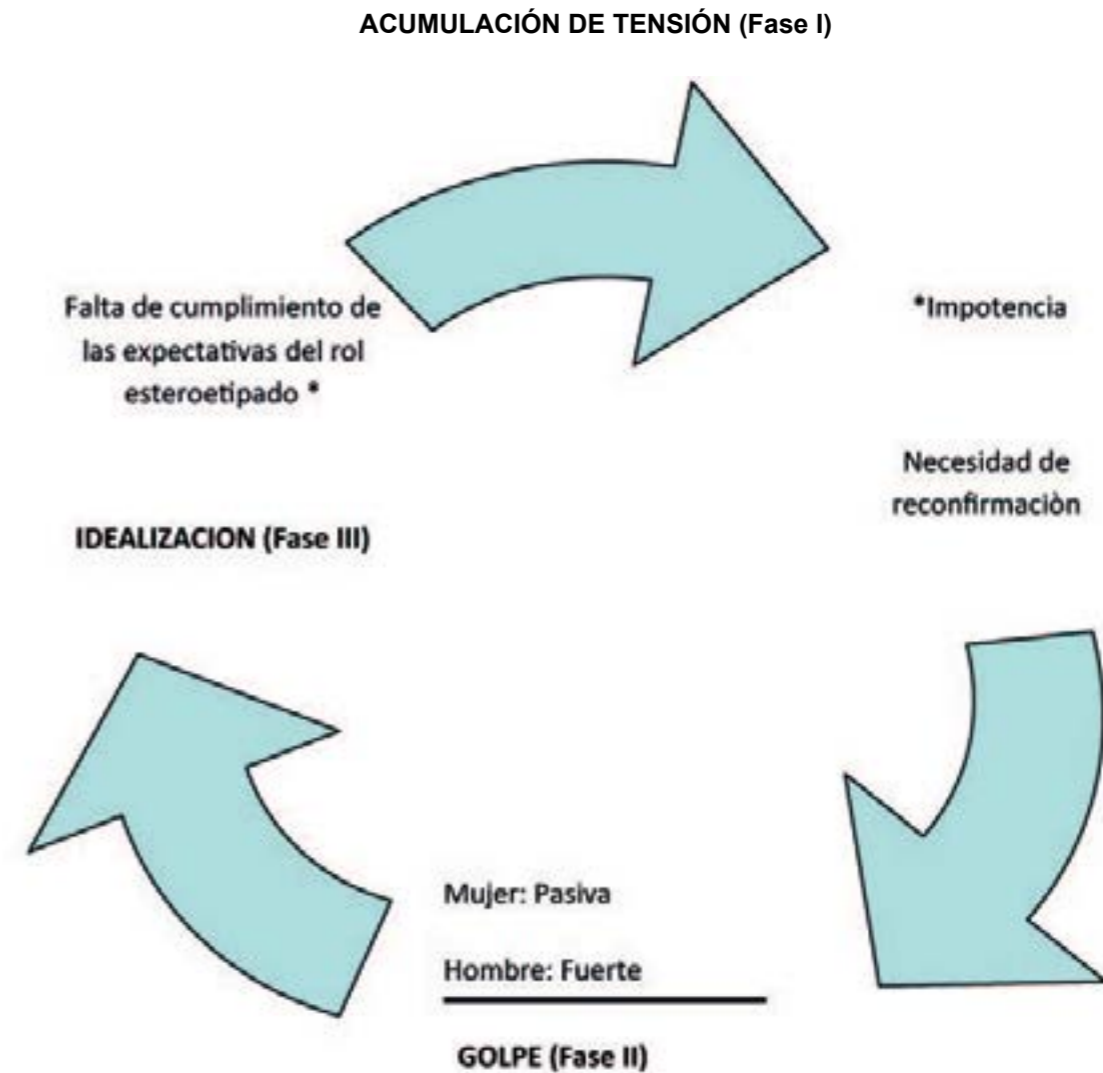 ACUMULACIÓN DE TENSIÓN (Fase I)
Falta de cumplimiento de
las expectativas del rol
esteroetipado *
*Impotencia
Necesidad de
reconfirmaciòn
IDEALIZACION (Fase III)
Mujer: Pasiva
Hombre: Fuerte
GOLPE (Fase II)